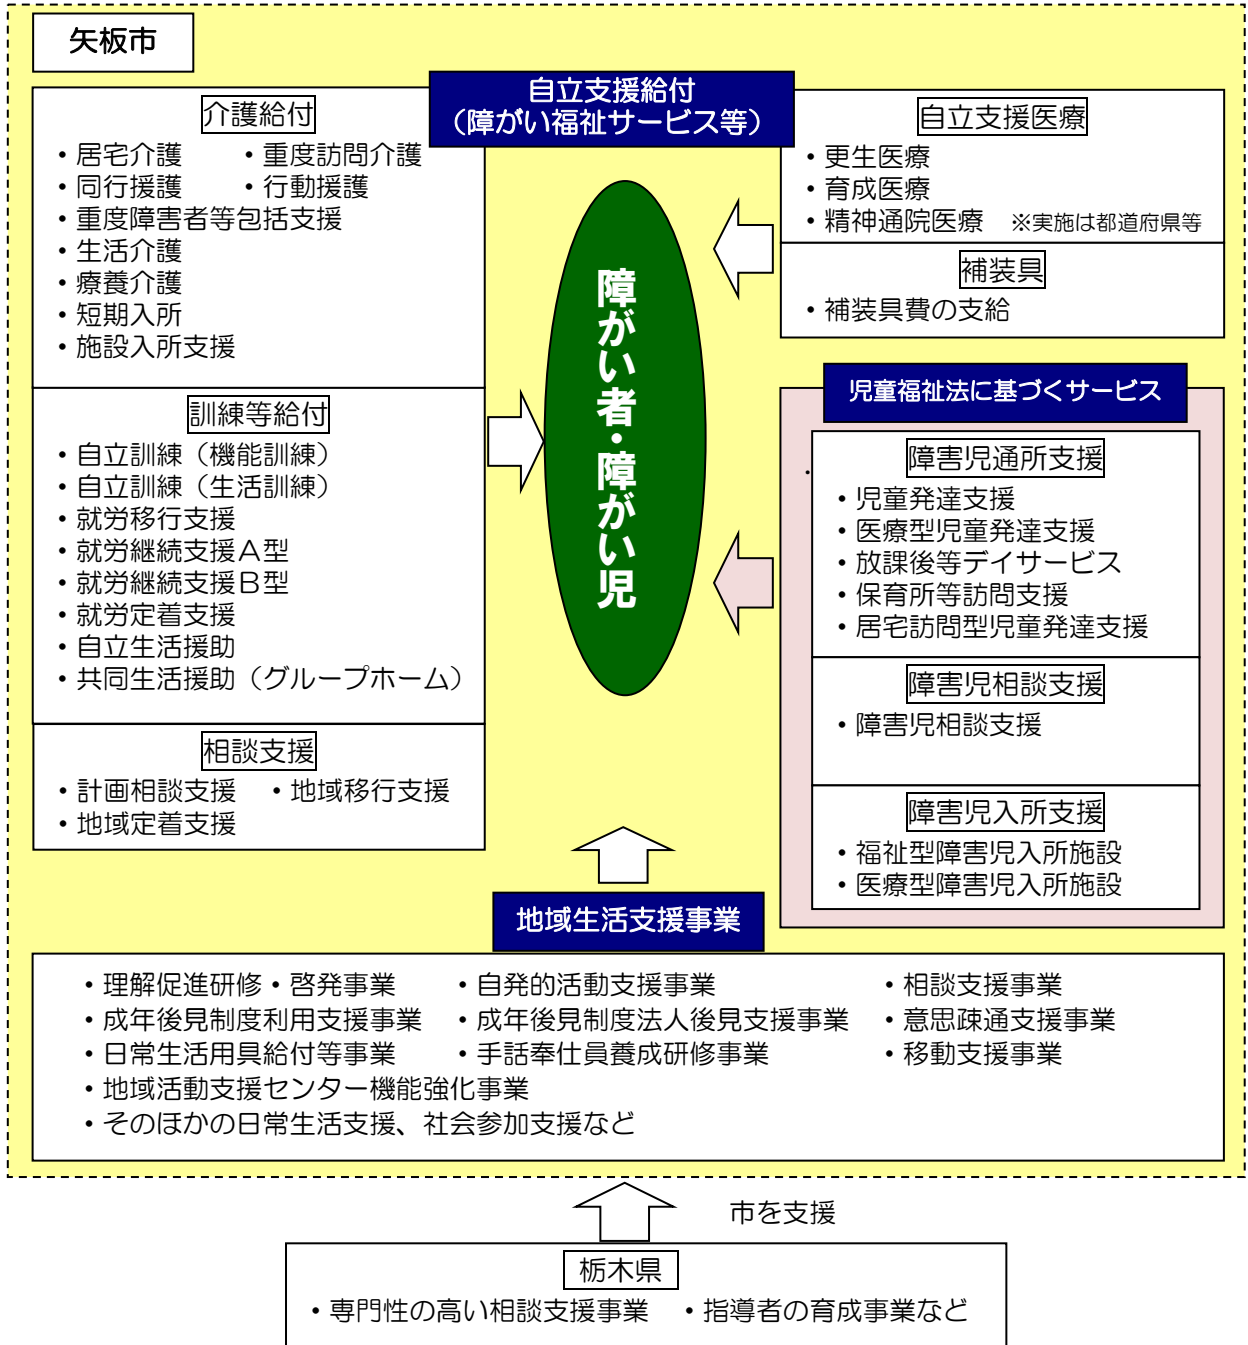 矢板市
自立支援給付
（障がい福祉サービス等）
介護給付
・居宅介護　　・重度訪問介護
・同行援護　　・行動援護
・重度障害者等包括支援
・生活介護
・療養介護
・短期入所
・施設入所支援
訓練等給付
・自立訓練（機能訓練）
・自立訓練（生活訓練）
・就労移行支援
・就労継続支援Ａ型
・就労継続支援Ｂ型
・就労定着支援
・自立生活援助
・共同生活援助（グループホーム）
相談支援
・計画相談支援　・地域移行支援
・地域定着支援
障がい者・障がい児
自立支援医療
・更生医療
・育成医療
・精神通院医療　※実施は都道府県等
補装具
・補装具費の支給
児童福祉法に基づくサービス
障害児通所支援
・児童発達支援
・医療型児童発達支援
・放課後等デイサービス
・保育所等訪問支援
・居宅訪問型児童発達支援
障害児相談支援
・障害児相談支援
障害児入所支援
・福祉型障害児入所施設
・医療型障害児入所施設
地域生活支援事業
・理解促進研修・啓発事業　　・自発的活動支援事業　　・相談支援事業
・成年後見制度利用支援事業　・成年後見制度法人後見支援事業　・意思疎通支援事業
・日常生活用具給付等事業　　・手話奉仕員養成研修事業　　・移動支援事業
・地域活動支援センター機能強化事業
・そのほかの日常生活支援、社会参加支援など
市を支援
栃木県
・専門性の高い相談支援事業　・指導者の育成事業など